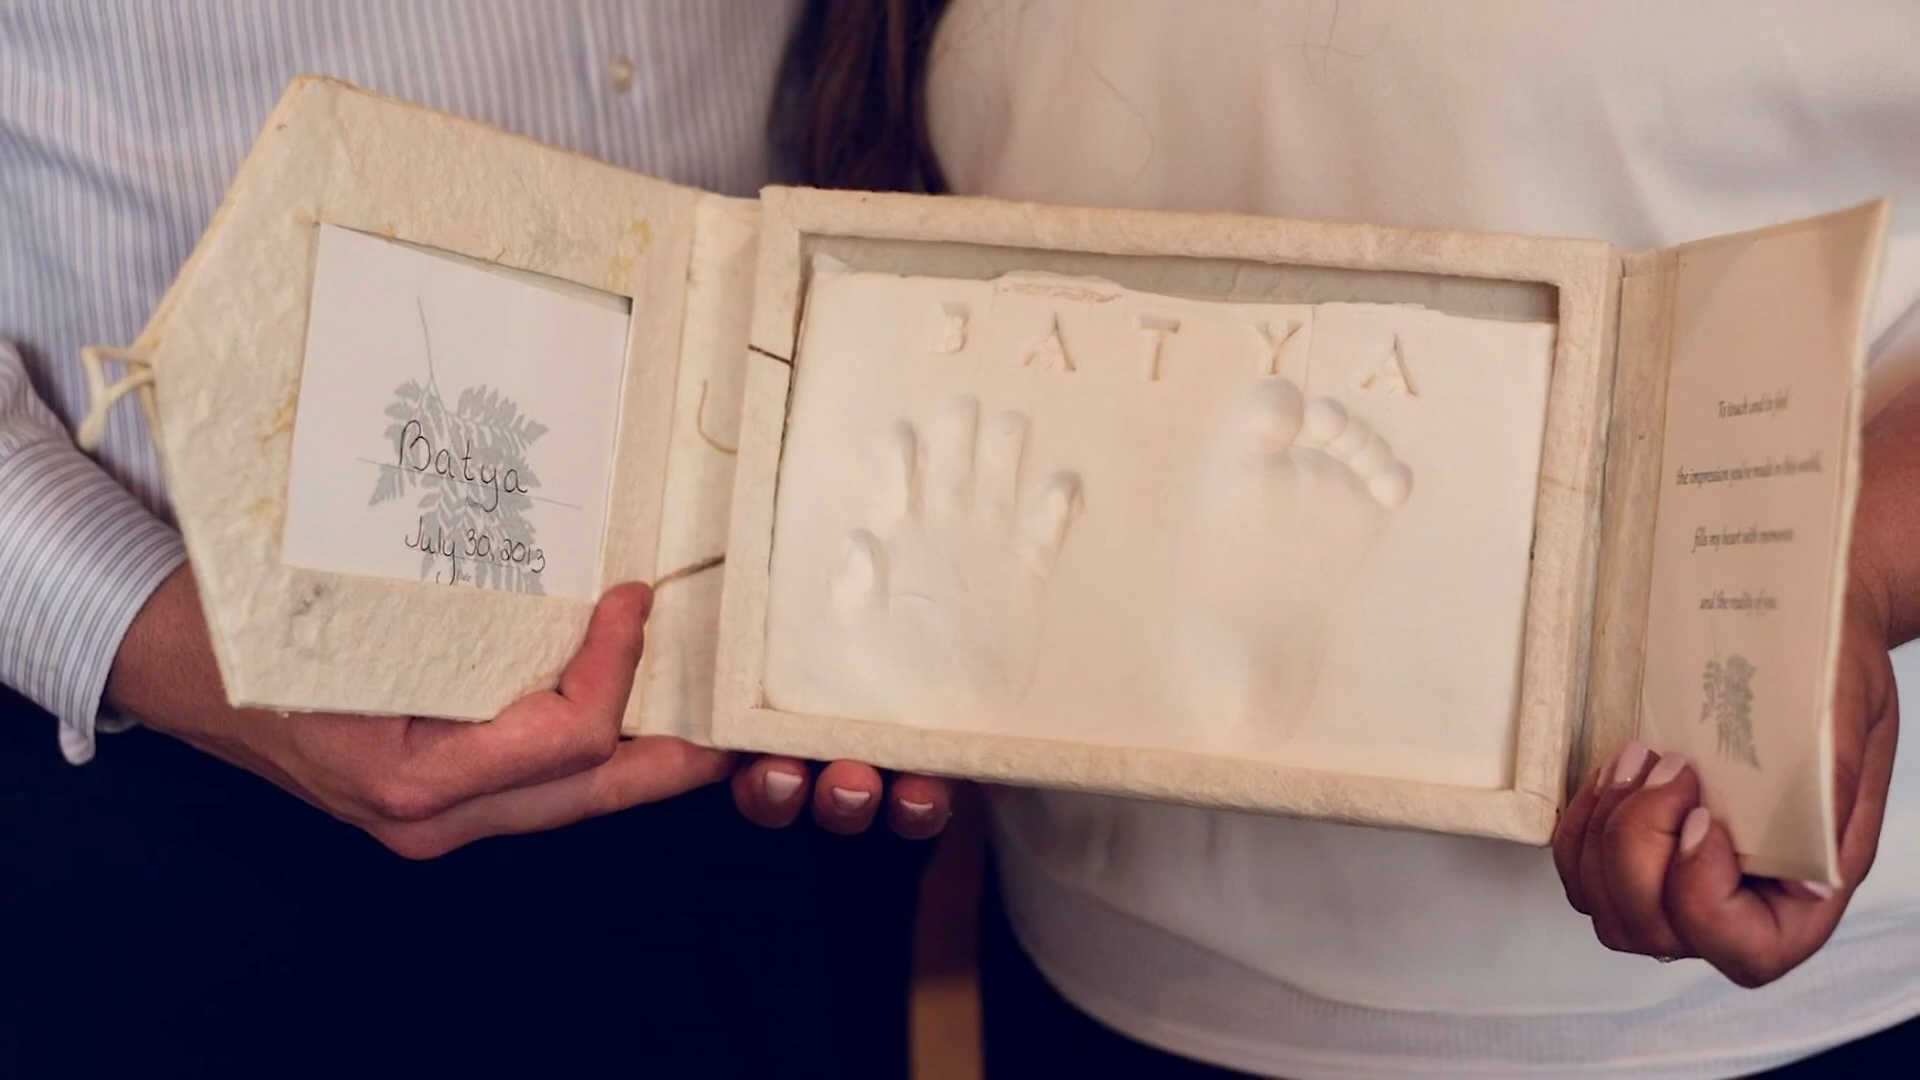 Batya
July 30, 2013
Date
BATYA
To touch and to feel
the impression you've made in this world,
fills my heart with memories
and the reality of you.